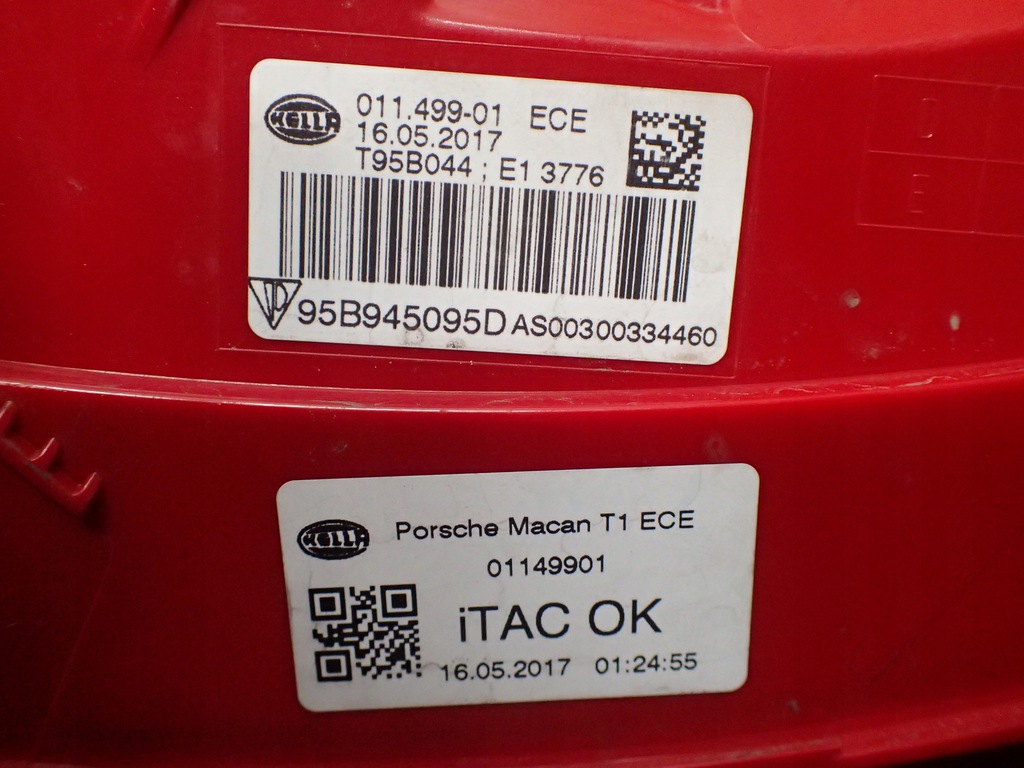 HELLA
011.499-01 ECE
16.05.2017
T95B044 ; E1 3776
95B945095D AS00300334460
HELLA
Porsche Macan T1 ECE
01149901
iTAC OK
16.05.2017 01:24:55
E